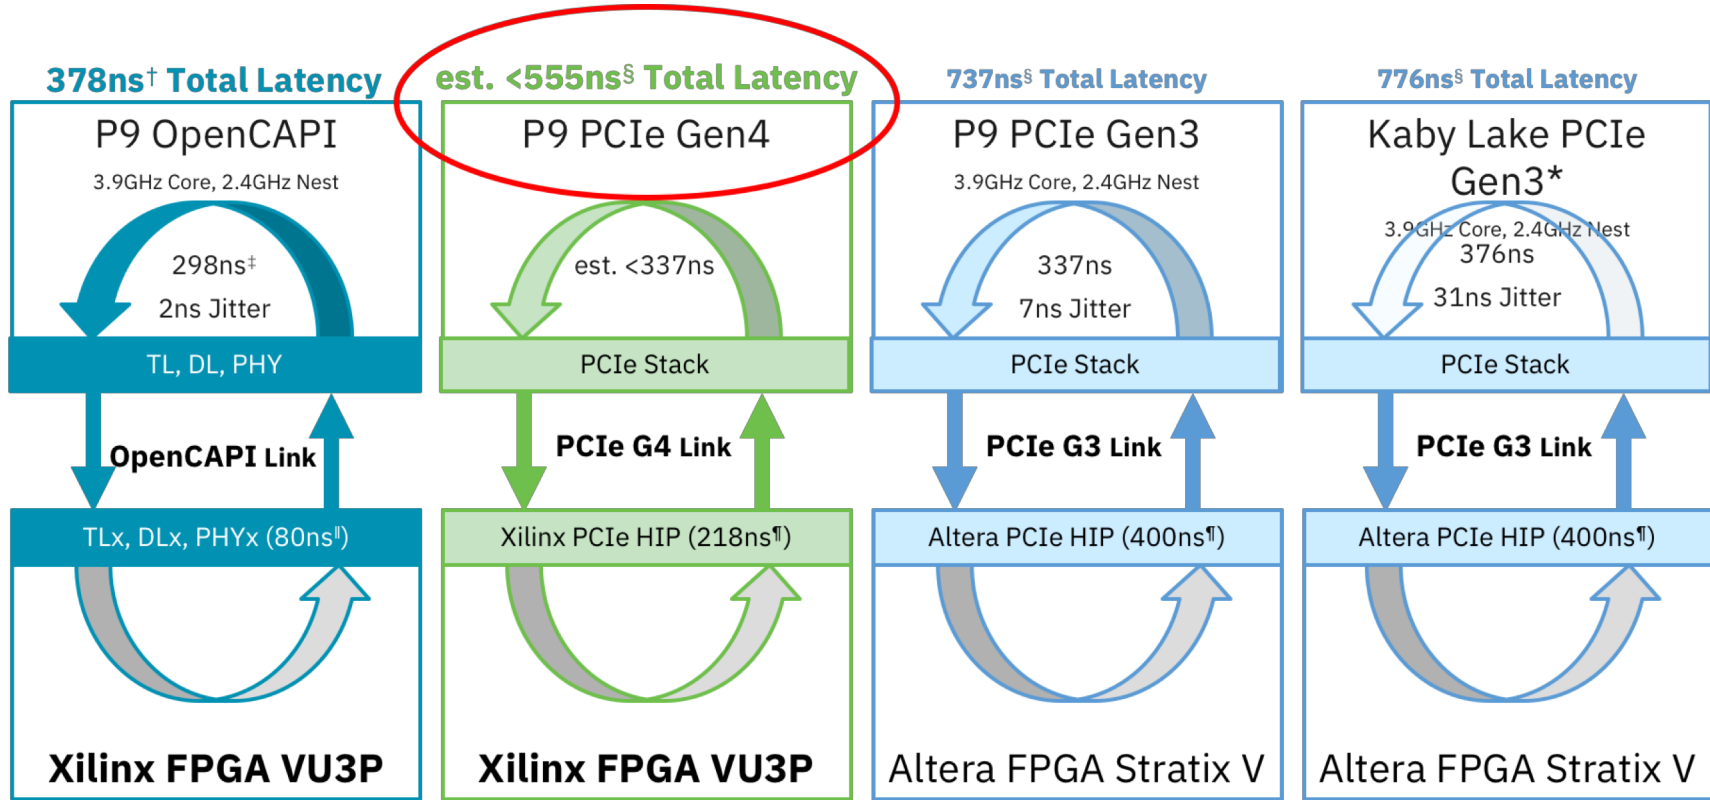 378ns† Total Latency
P9 OpenCAPI
3.9GHz Core, 2.4GHz Nest
298ns‡
2ns Jitter
TL, DL, PHY
OpenCAPI Link
TLx, DLx, PHYx (80ns‖)
Xilinx FPGA VU3P
est. <555ns§ Total Latency
P9 PCIe Gen4
est. <337ns
PCIe Stack
PCIe G4 Link
Xilinx PCIe HIP (218ns¶)
Xilinx FPGA VU3P
737ns§ Total Latency
P9 PCIe Gen3
3.9GHz Core, 2.4GHz Nest
337ns
7ns Jitter
PCIe Stack
PCIe G3 Link
Altera PCIe HIP (400ns¶)
Altera FPGA Stratix V
776ns§ Total Latency
Kaby Lake PCIe
Gen3*
3.9GHz Core, 2.4GHz Nest
376ns
31ns Jitter
PCIe Stack
PCIe G3 Link
Altera PCIe HIP (400ns¶)
Altera FPGA Stratix V